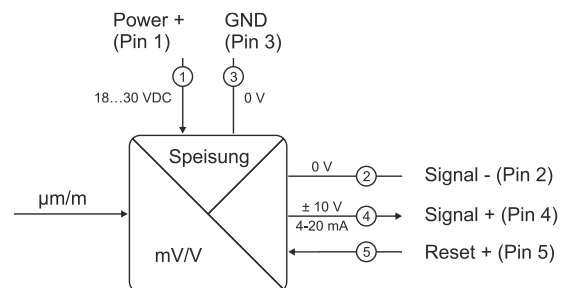 Power +
(Pin 1)
GND
(Pin 3)
1
3
18...30 VDC
0 V
Speisung
0 V
2
Signal - (Pin 2)
µm/m
± 10 V
4
Signal + (Pin 4)
4-20 mA
mV/V
5
Reset + (Pin 5)